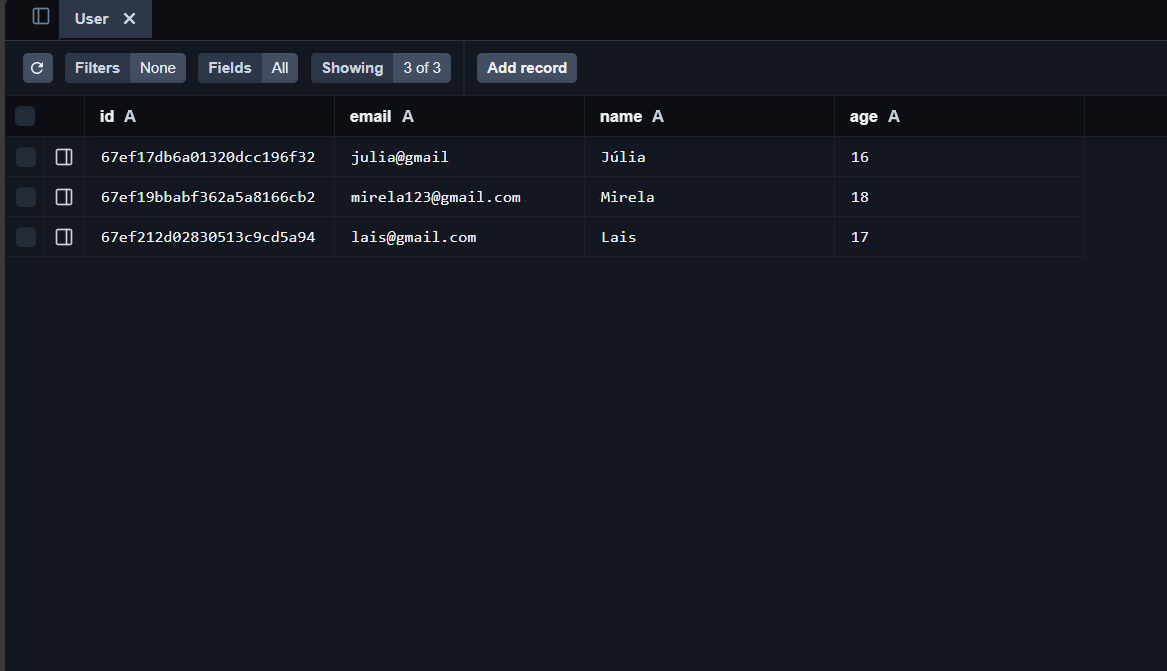 User
Filters None Fields All Showing 3 of 3 Add record
id A email A name A age A
67ef17db6a01320dcc196f32 julia@gmail Júlia 16
67ef19bbabf362a5a8166cb2 mirela123@gmail.com Mirela 18
67ef212d02830513c9cd5a94 lais@gmail.com Lais 17